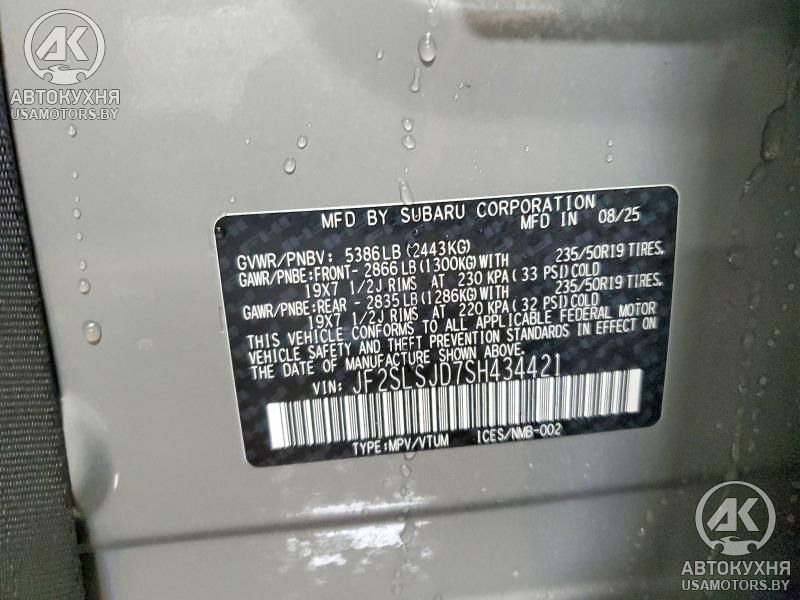 AK
АВТОКУХНЯ
USAMOTORS.BY
MFD BY SUBARU CORPORATION
MFD IN 08/25
GVWR/PNBV: 5386LB(2443KG)
GAWR/PNBE:FRONT- 2866LB(1300KG)WITH 235/50R19 TIRES,
19X7 1/2J RIMS AT 230 KPA(33 PSI)COLD
GAWR/PNBE:REAR - 2835LB(1286KG)WITH 235/50R19 TIRES,
19X7 1/2J RIMS AT 220 KPA(32 PSI)COLD
THIS VEHICLE CONFORMS TO ALL APPLICABLE FEDERAL MOTOR
VEHICLE SAFETY AND THEFT PREVENTION STANDARDS IN EFFECT ON
THE DATE OF MANUFACTURE SHOWN ABOVE.
VIN: JF2SLSJD7SH434421
TYPE:MPV/VTUM ICES/NMB-002
AK
АВТОКУХНЯ
USAMOTORS.BY